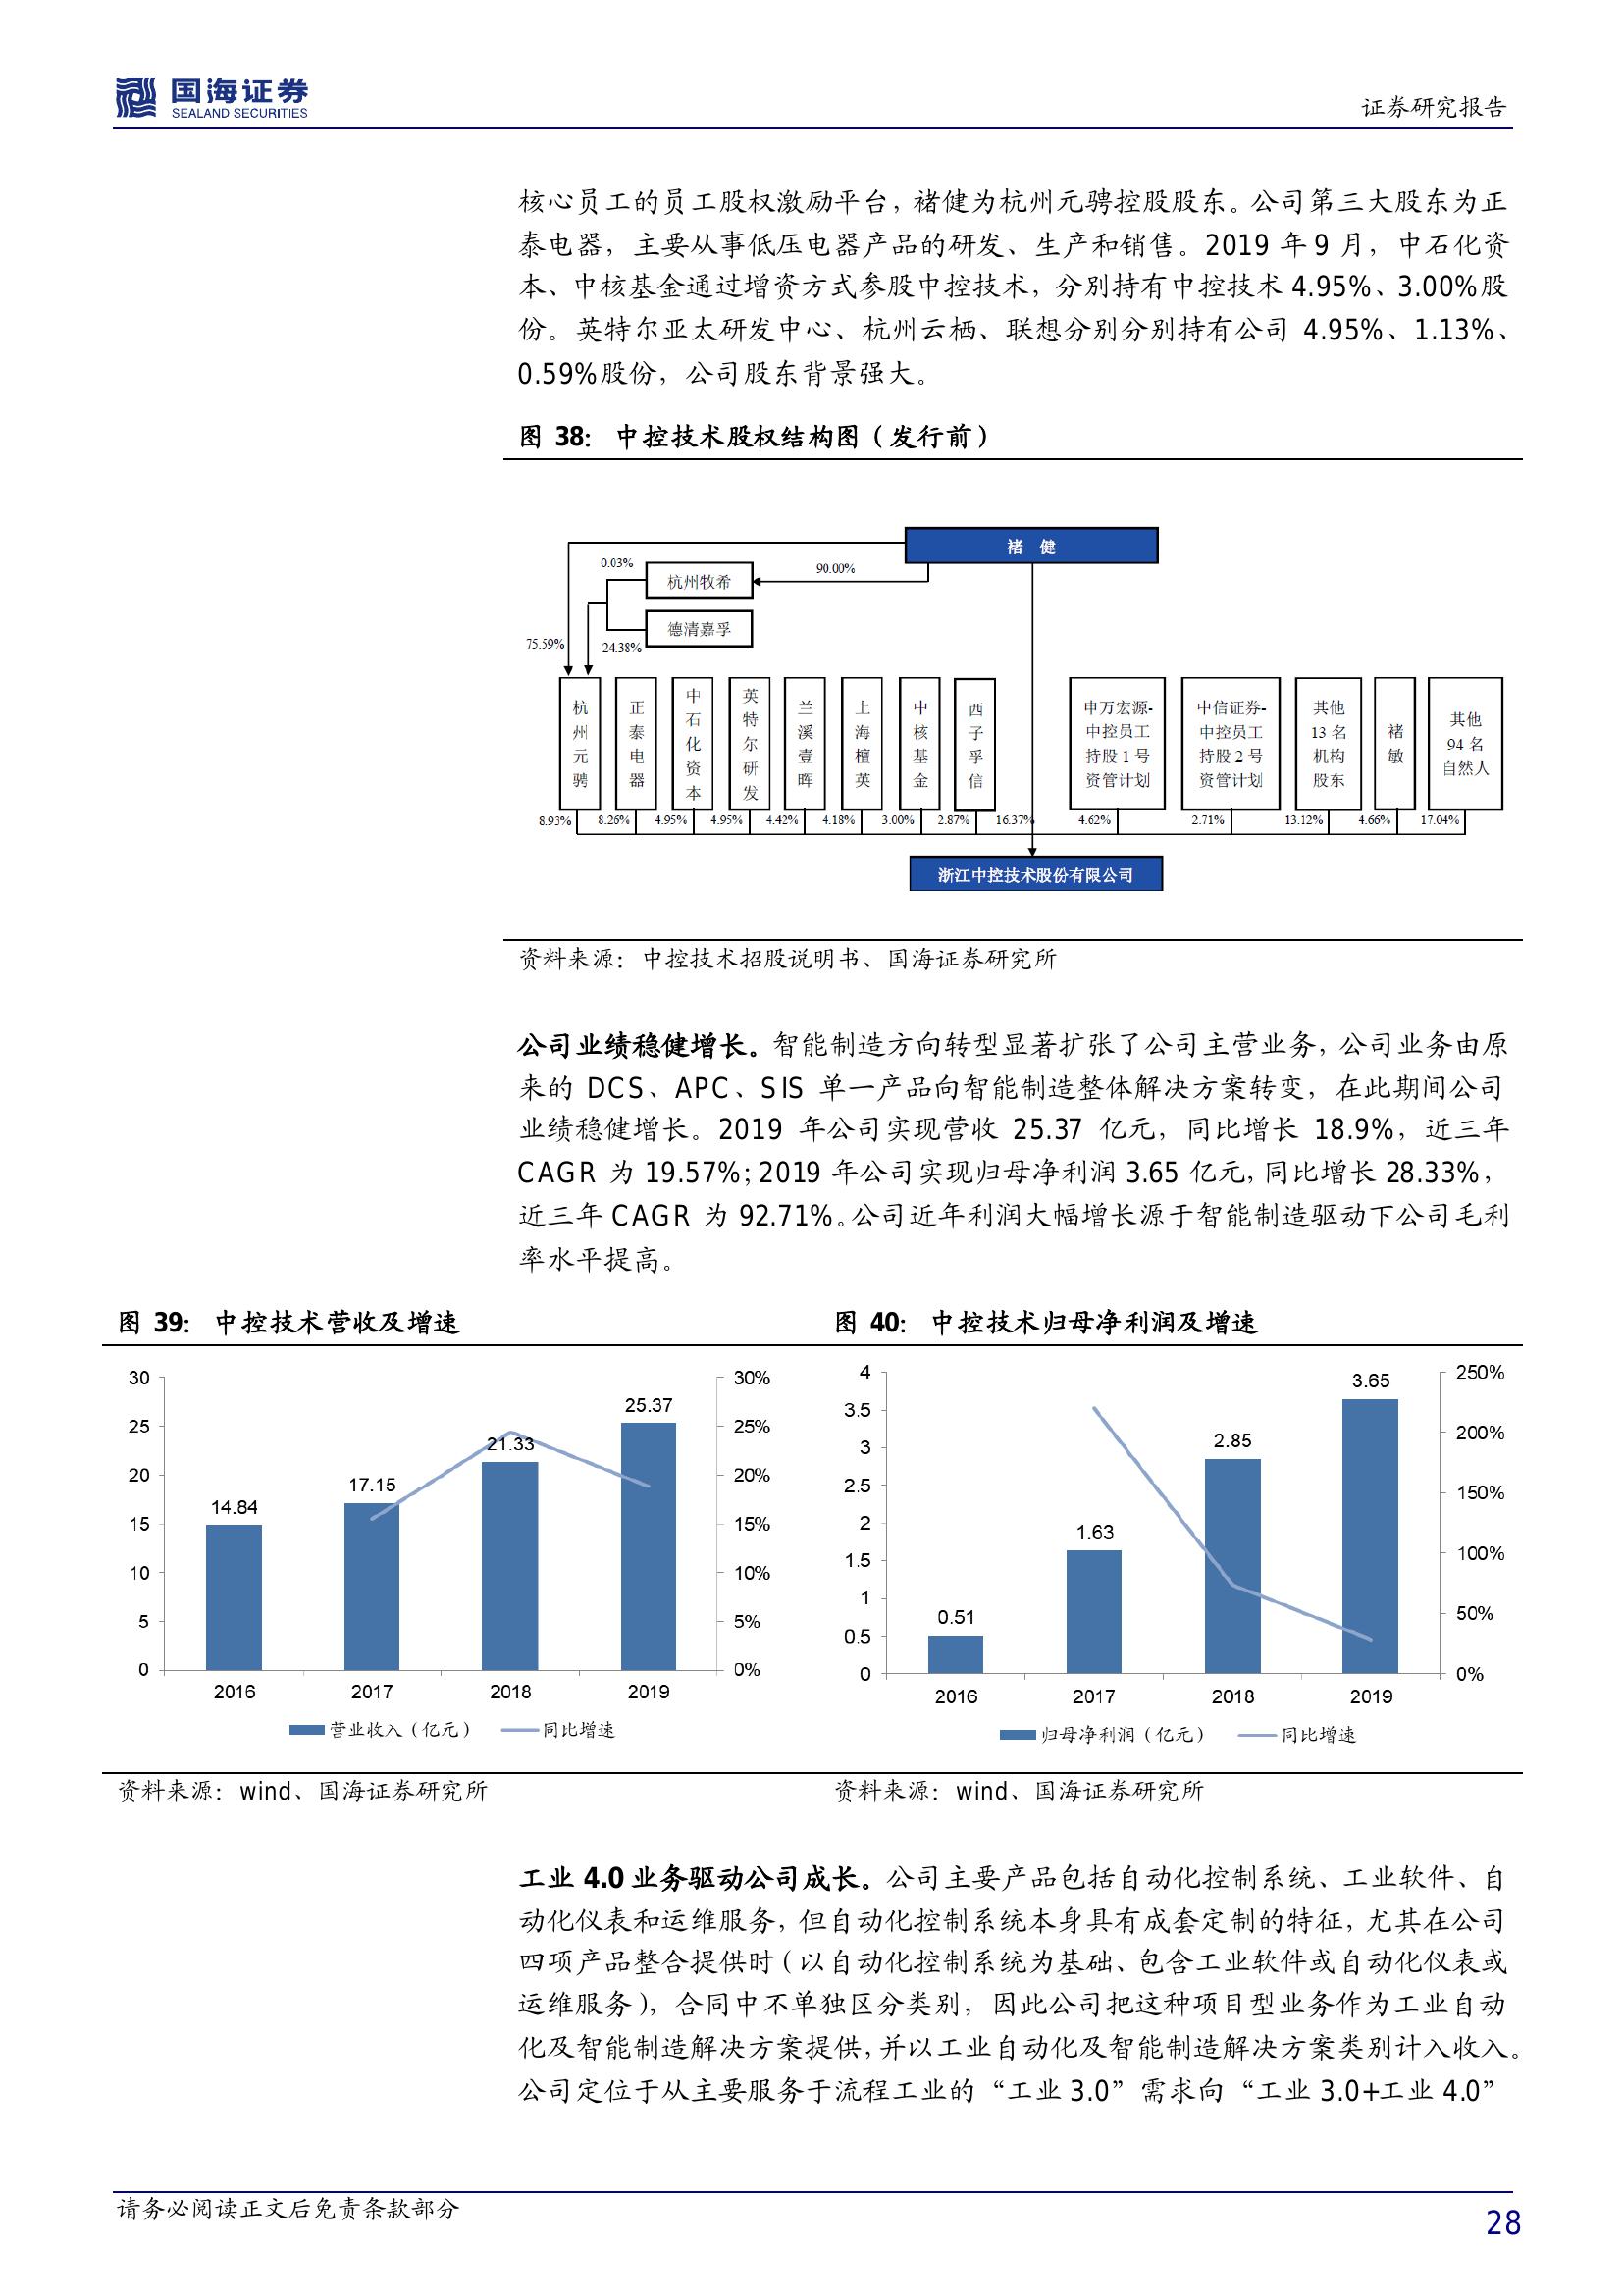 国海证券
SEALAND SECURITIES
证券研究报告
核心员工的员工股权激励平台，褚健为杭州元骋控股股东。公司第三大股东为正
泰电器，主要从事低压电器产品的研发、生产和销售。2019 年 9 月，中石化资
本、中核基金通过增资方式参股中控技术，分别持有中控技术 4.95%、3.00%股
份。英特尔亚太研发中心、杭州云栖、联想分别分别持有公司 4.95%、1.13%、
0.59%股份，公司股东背景强大。
图 38： 中控技术股权结构图（发行前）
褚 健
0.03%
杭州牧希
90.00%
德清嘉孚
75.59%
24.38%
杭州元骋
正泰电器
中石化资本
英特尔研发
兰溪壹晖
上海檀英
中核基金
西子孚信
申万宏源-
中控员工
持股 1 号
资管计划
中信证券-
中控员工
持股 2 号
资管计划
其他
13 名
机构
股东
褚敏
其他
94 名
自然人
8.93% 8.26% 4.95% 4.95% 4.42% 4.18% 3.00% 2.87% 16.37% 4.62% 2.71% 13.12% 4.66% 17.04%
浙江中控技术股份有限公司
资料来源：中控技术招股说明书、国海证券研究所
公司业绩稳健增长。智能制造方向转型显著扩张了公司主营业务，公司业务由原
来的 DCS、APC、SIS 单一产品向智能制造整体解决方案转变，在此期间公司
业绩稳健增长。2019 年公司实现营收 25.37 亿元，同比增长 18.9%，近三年
CAGR 为 19.57%；2019 年公司实现归母净利润 3.65 亿元，同比增长 28.33%，
近三年 CAGR 为 92.71%。公司近年利润大幅增长源于智能制造驱动下公司毛利
率水平提高。
图 39： 中控技术营收及增速
30
25
20
15
10
5
0
14.84
17.15
21.33
25.37
30%
25%
20%
15%
10%
5%
0%
2016 2017 2018 2019
营业收入（亿元） 同比增速
资料来源：wind、国海证券研究所
图 40： 中控技术归母净利润及增速
4
3.5
3
2.5
2
1.5
1
0.5
0
0.51
1.63
2.85
3.65
250%
200%
150%
100%
50%
0%
2016 2017 2018 2019
归母净利润（亿元） 同比增速
资料来源：wind、国海证券研究所
工业 4.0 业务驱动公司成长。公司主要产品包括自动化控制系统、工业软件、自
动化仪表和运维服务，但自动化控制系统本身具有成套定制的特征，尤其在公司
四项产品整合提供时（以自动化控制系统为基础、包含工业软件或自动化仪表或
运维服务），合同中不单独区分类别，因此公司把这种项目型业务作为工业自动
化及智能制造解决方案提供，并以工业自动化及智能制造解决方案类别计入收入。
公司定位于从主要服务于流程工业的“工业 3.0”需求向“工业 3.0+工业 4.0”
请务必阅读正文后免责条款部分
28